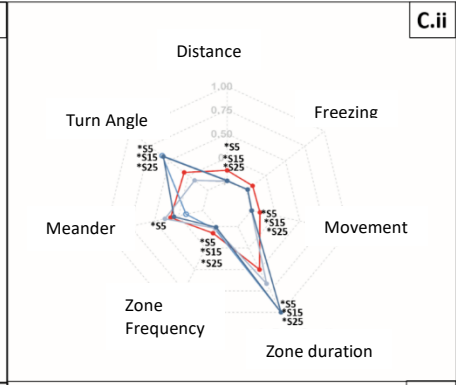 C.ii
Distance
1.00
0.75
0.50
Freezing
Turn Angle
*S5
*S15
*S25
*S5
*S15
*S25
Meander
*S5
*S5
*S15
*S25
Movement
*S5
*S15
*S25
Zone
Frequency
*S5
*S15
*S25
Zone duration